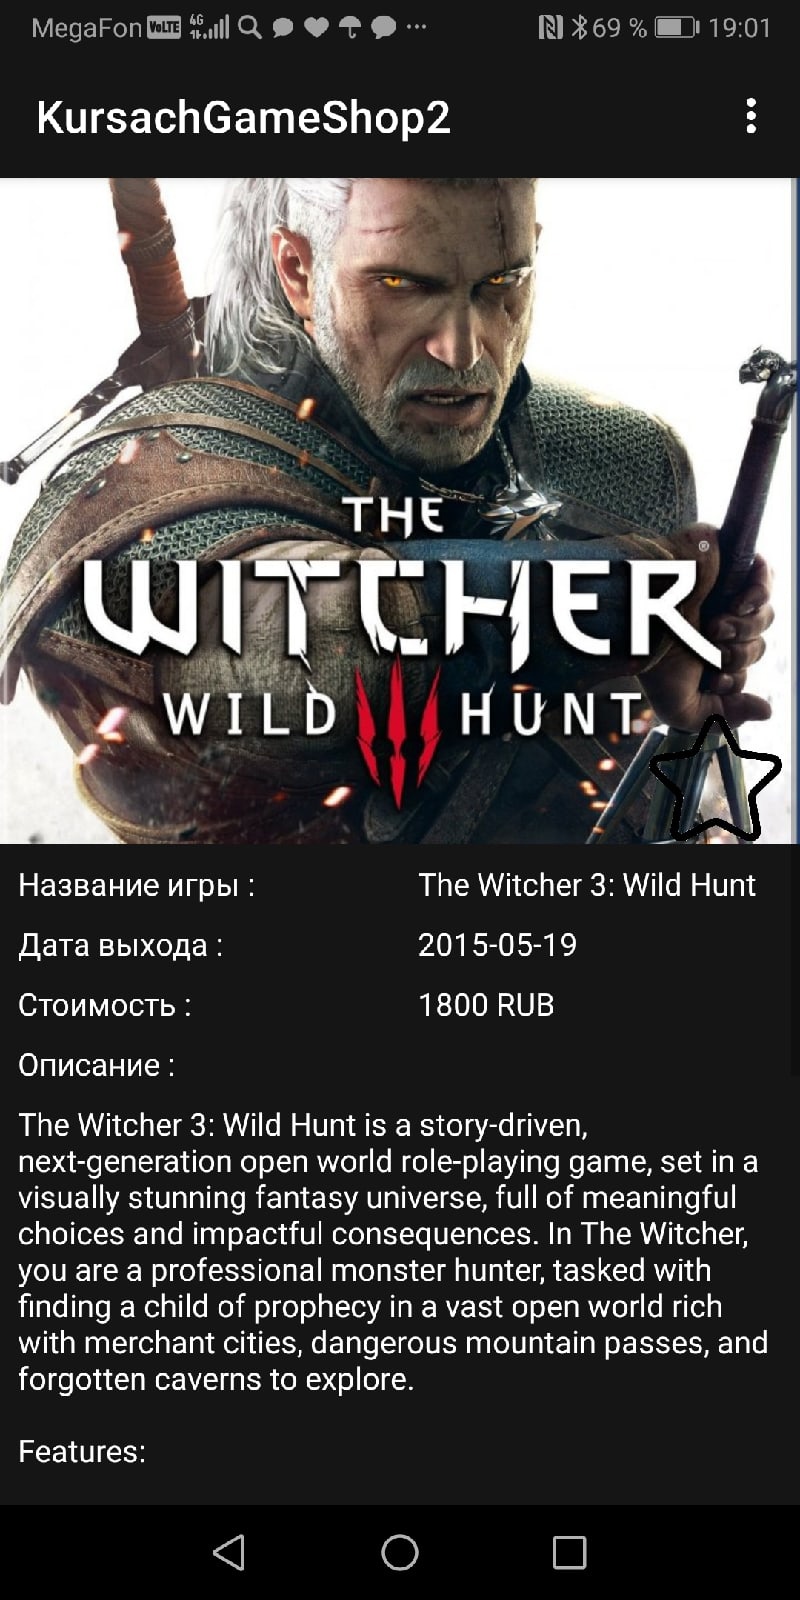 MegaFon VoLTE 4G 69 % 19:01
KursachGameShop2
THE
WITCHER®
WILD HUNT
Название игры : The Witcher 3: Wild Hunt
Дата выхода : 2015-05-19
Стоимость : 1800 RUB
Описание :
The Witcher 3: Wild Hunt is a story-driven,
next-generation open world role-playing game, set in a
visually stunning fantasy universe, full of meaningful
choices and impactful consequences. In The Witcher,
you are a professional monster hunter, tasked with
finding a child of prophecy in a vast open world rich
with merchant cities, dangerous mountain passes, and
forgotten caverns to explore.
Features: